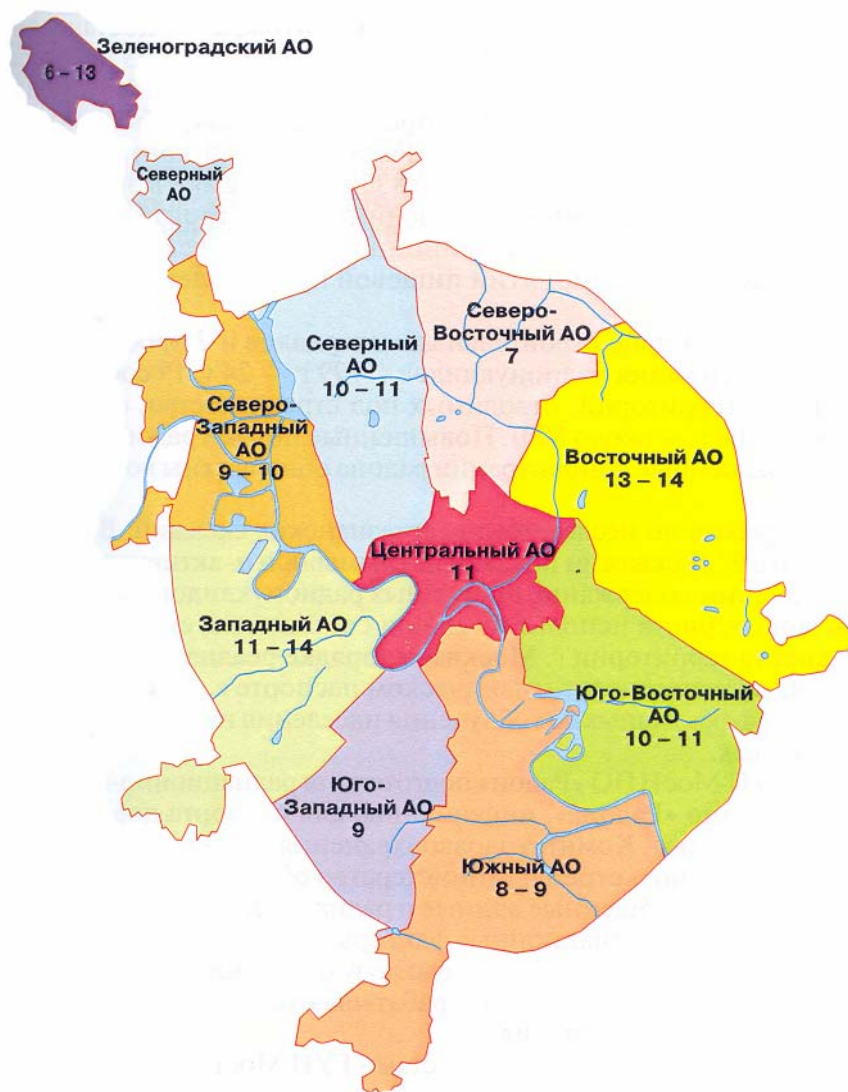 Зеленоградский АО
6 – 13
Северный
АО
Северо-
Восточный АО
7
Северный
АО
10 – 11
Северо-
Западный АО
9 – 10
Восточный АО
13 – 14
Центральный АО
11
Западный АО
11 – 14
Юго-Восточный
АО
10 – 11
Юго-
Западный АО
9
Южный АО
8 – 9